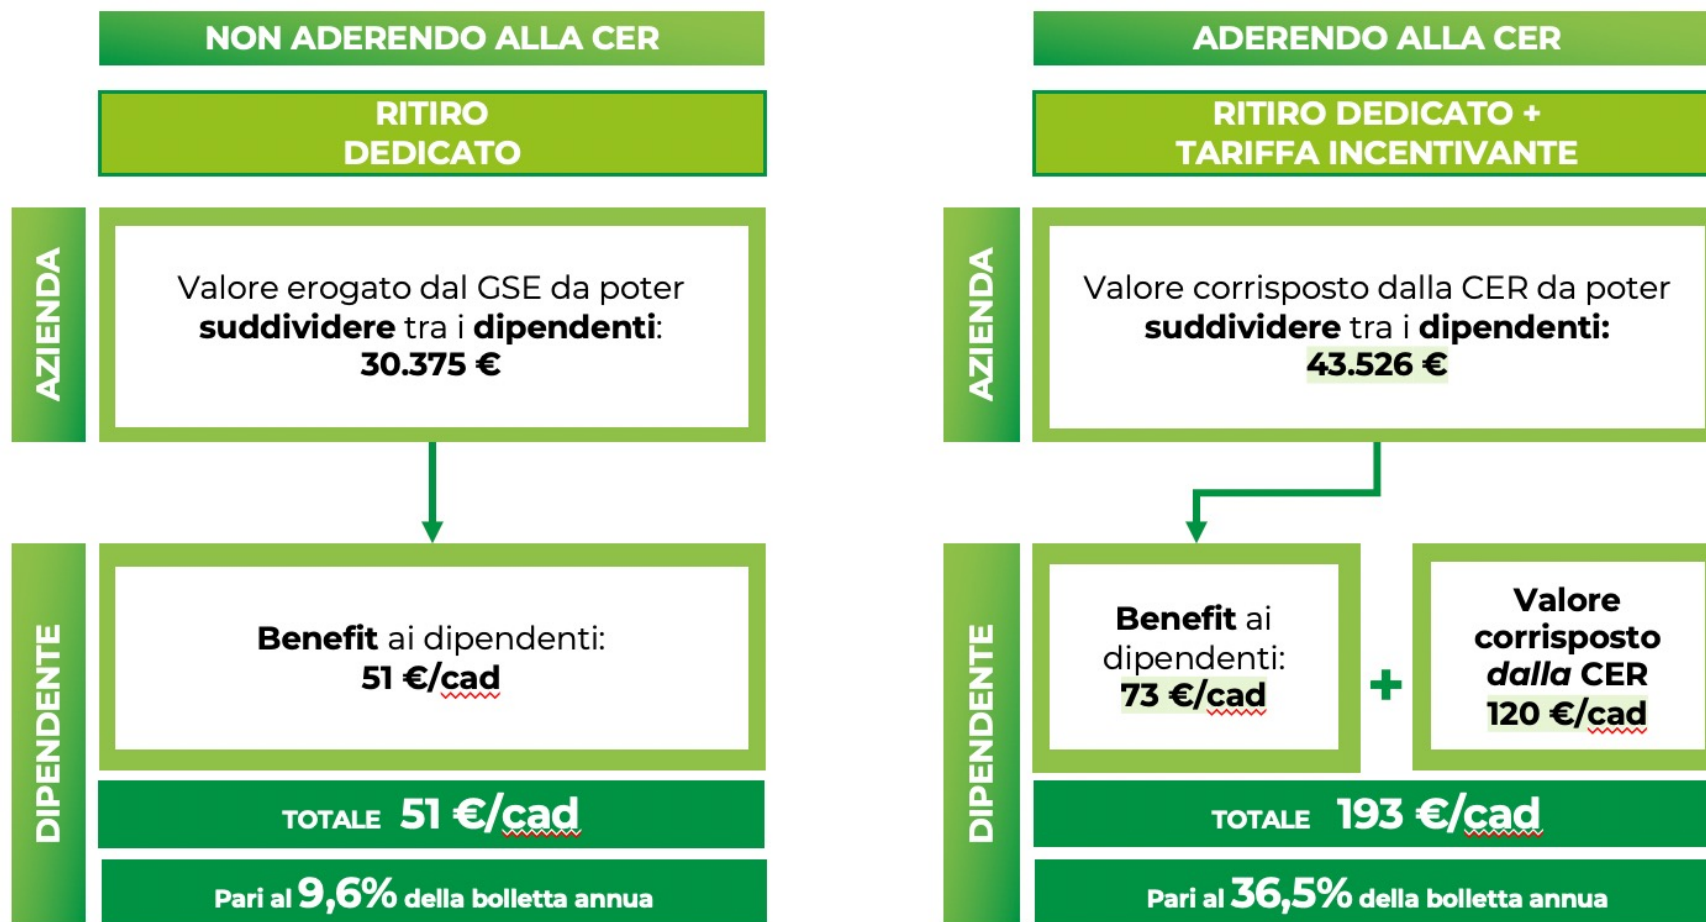 NON ADERENDO ALLA CER
RITIRO
DEDICATO
AZIENDA
Valore erogato dal GSE da poter
suddividere tra i dipendenti:
30.375 €
DIPENDENTE
Benefit ai dipendenti:
51 €/cad
TOTALE 51 €/cad
Pari al 9,6% della bolletta annua
ADERENDO ALLA CER
RITIRO DEDICATO +
TARIFFA INCENTIVANTE
AZIENDA
Valore corrisposto dalla CER da poter
suddividere tra i dipendenti:
43.526 €
DIPENDENTE
Benefit ai
dipendenti:
73 €/cad
+
Valore
corrisposto
dalla CER
120 €/cad
TOTALE 193 €/cad
Pari al 36,5% della bolletta annua